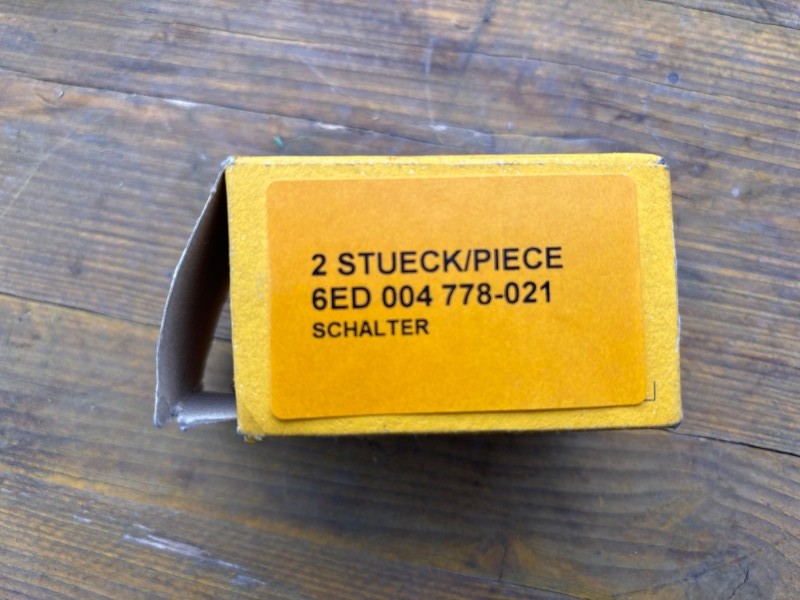 2 STUECK/PIECE
6ED 004 778-021
SCHALTER